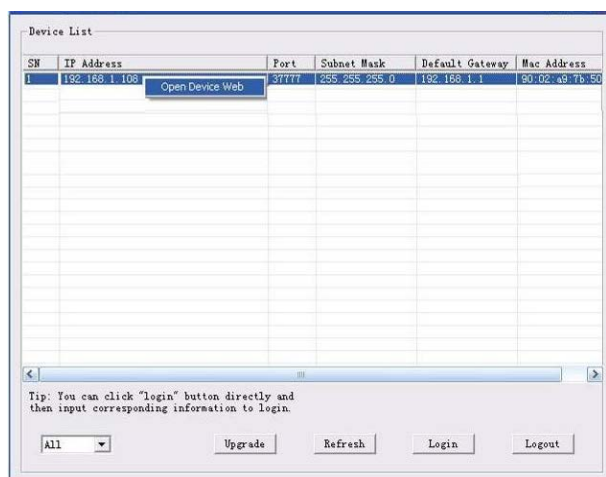 Device List
SN IP Address Port Subnet Mask Default Gateway Mac Address
1 192.168.1.108 37777 255.255.255.0 192.168.1.1 90:02:a9:7b:50
Open Device Web
Tip: You can click "login" button directly and
then input corresponding information to login.
All Upgrade Refresh Login Logout